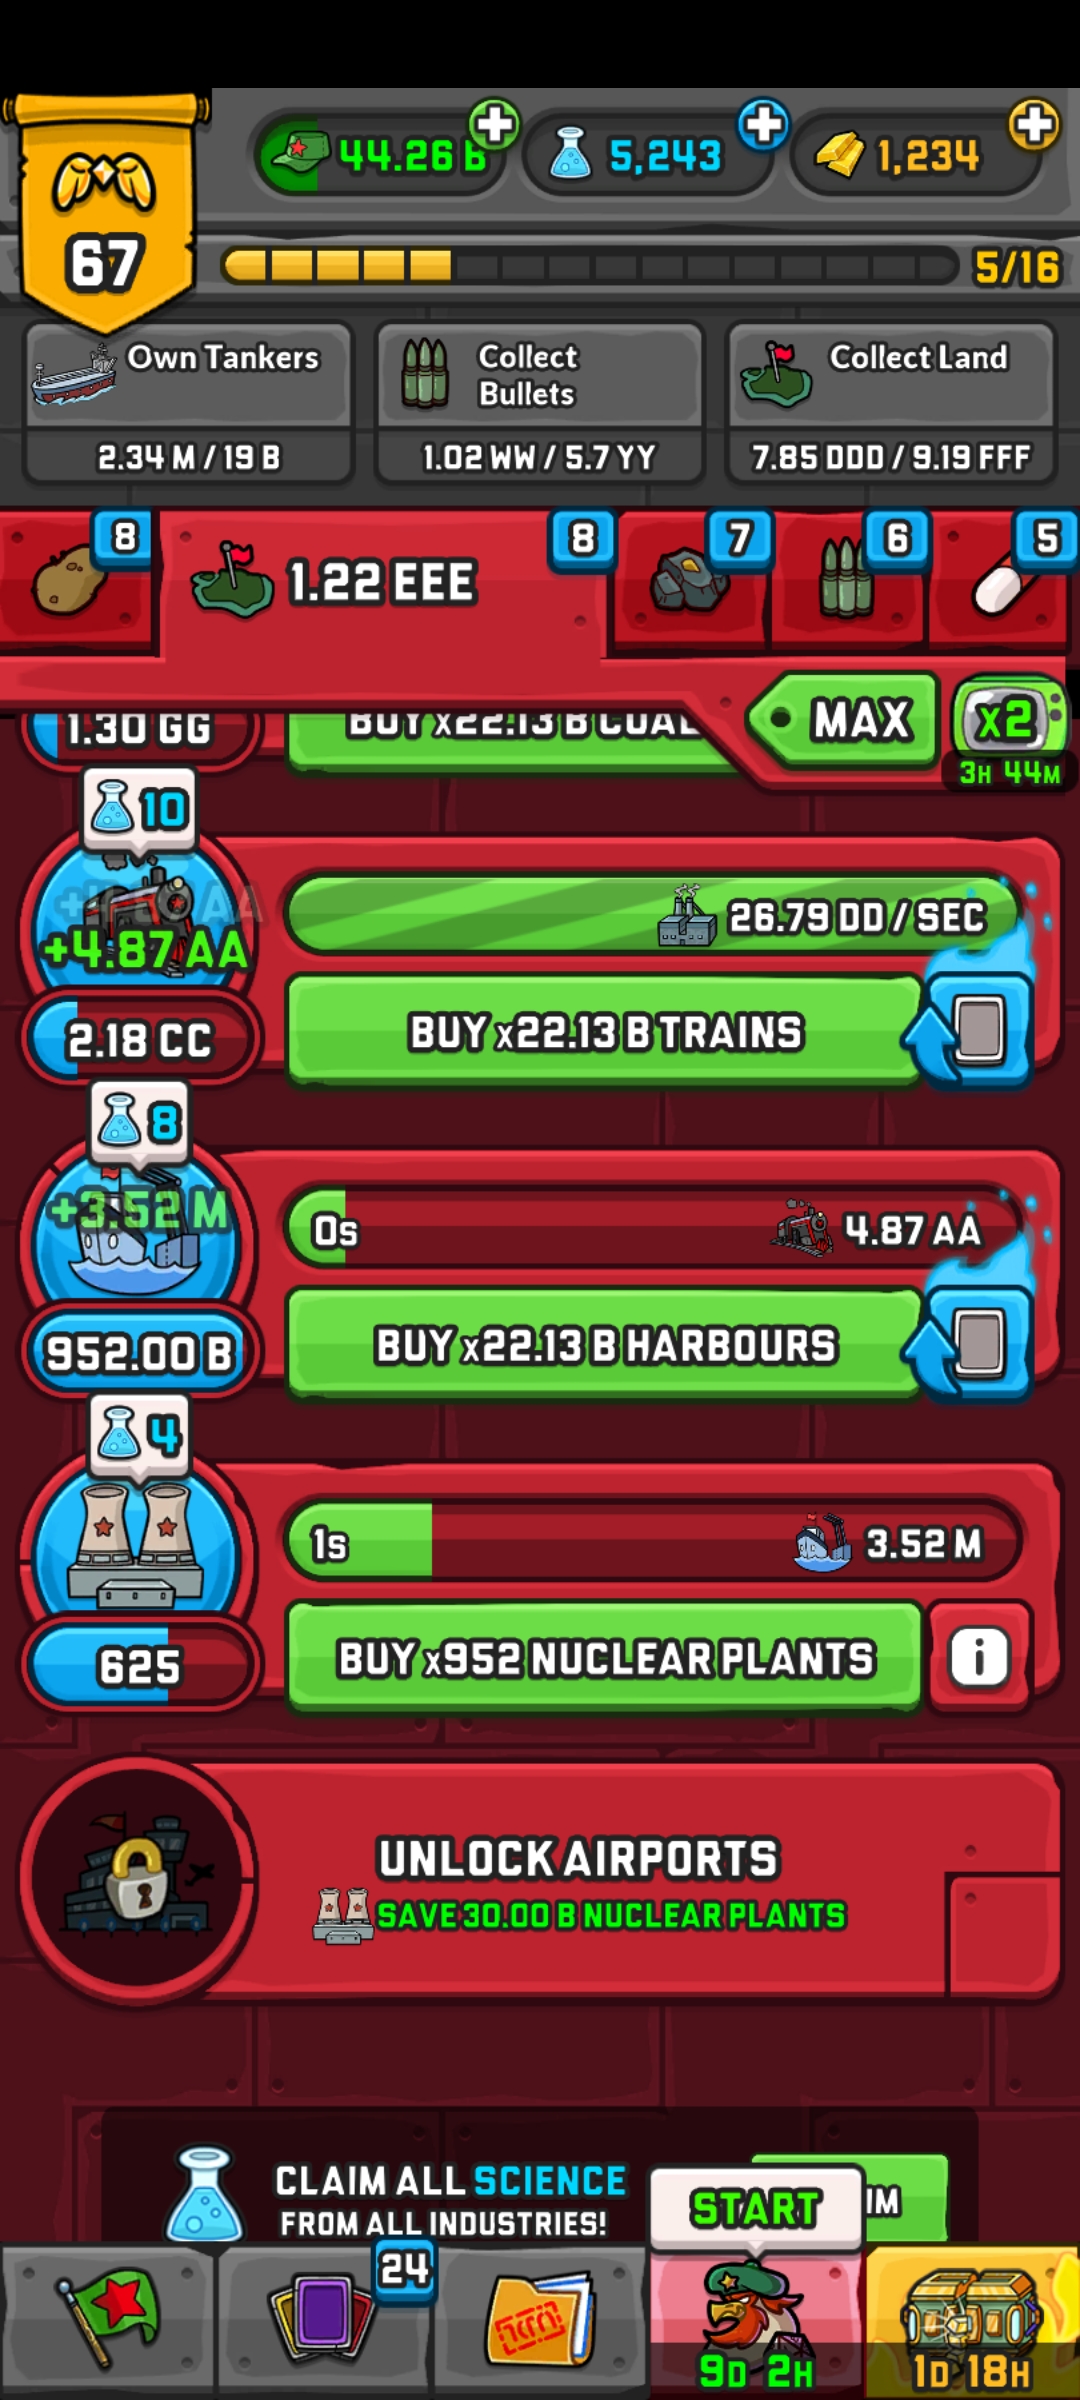 67
44.26 B
5,243
1,234
5/16
Own Tankers
2.34 M / 19 B
Collect
Bullets
1.02 WW / 5.7 YY
Collect Land
7.85 DDD / 9.19 FFF
8
1.22 EEE
8
7
6
5
1.30 GG
BUY x22.13 B COAL
MAX
x2
3H 44M
10
+4.87 AA
26.79 DD / SEC
2.18 CC
BUY x22.13 B TRAINS
8
+3.52 M
0s
4.87 AA
952.00 B
BUY x22.13 B HARBOURS
4
1s
3.52 M
625
BUY x952 NUCLEAR PLANTS
i
UNLOCK AIRPORTS
SAVE 30.00 B NUCLEAR PLANTS
CLAIM ALL SCIENCE
FROM ALL INDUSTRIES!
START
24
9D 2H
1D 18H